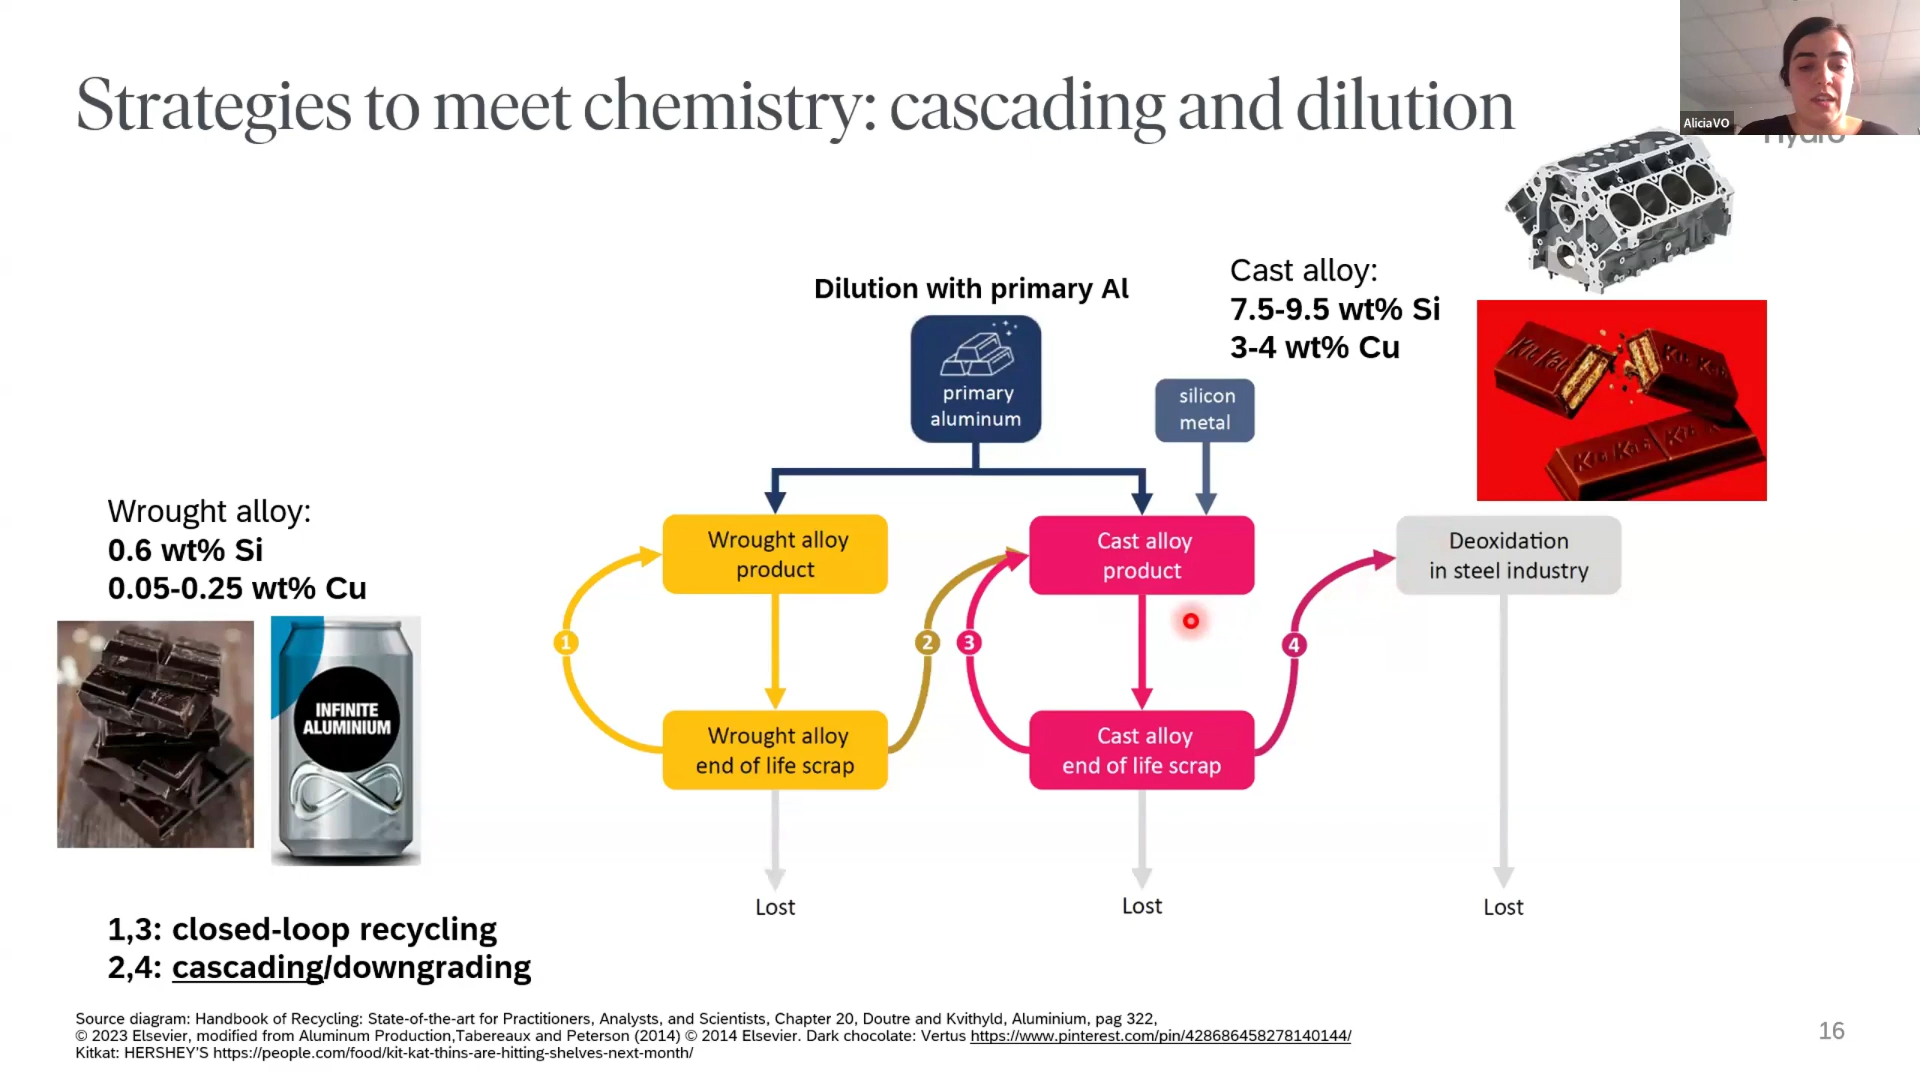 Strategies to meet chemistry: cascading and dilution
AliciaVO
Hydro
Dilution with primary Al
Cast alloy:
7.5-9.5 wt% Si
3-4 wt% Cu
primary
aluminum
silicon
metal
Kit Kat
Kit Kat
Kit Kat
Wrought alloy:
0.6 wt% Si
0.05-0.25 wt% Cu
INFINITE
ALUMINIUM
Wrought alloy
product
Cast alloy
product
Deoxidation
in steel industry
1
2
3
4
Wrought alloy
end of life scrap
Cast alloy
end of life scrap
Lost
Lost
Lost
1,3: closed-loop recycling
2,4: cascading/downgrading
Source diagram: Handbook of Recycling: State-of-the-art for Practitioners, Analysts, and Scientists, Chapter 20, Doutre and Kvithyld, Aluminium, pag 322,
© 2023 Elsevier, modified from Aluminum Production,Tabereaux and Peterson (2014) © 2014 Elsevier. Dark chocolate: Vertus https://www.pinterest.com/pin/428686458278140144/
Kitkat: HERSHEY'S https://people.com/food/kit-kat-thins-are-hitting-shelves-next-month/
16